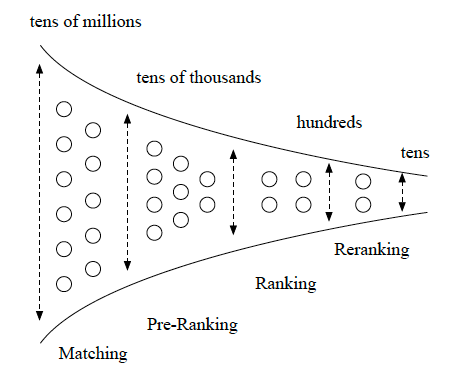 tens of millions
tens of thousands
hundreds
tens
Reranking
Ranking
Pre-Ranking
Matching